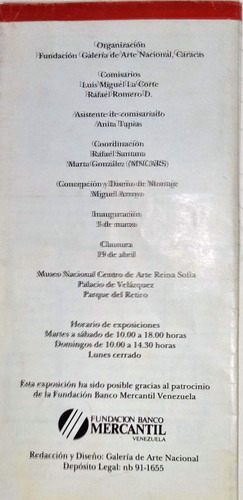 Organización
Fundación Galería de Arte Nacional, Caracas
Comisarios
Luis Miguel La Corte
Rafael Romero D.
Asistente de comisariado
Anita Tapias
Coordinación
Rafael Santana
Marta González (MNCARS)
Concepción y Diseño de Montaje
Miguel Arroyo
Inauguración
3 de marzo
Clausura
19 de abril
Museo Nacional Centro de Arte Reina Sofía
Palacio de Velázquez
Parque del Retiro
Horario de exposiciones
Martes a sábado de 10.00 a 18.00 horas
Domingos de 10.00 a 14.30 horas
Lunes cerrado
Esta exposición ha sido posible gracias al patrocinio
de la Fundación Banco Mercantil Venezuela
FUNDACION BANCO
MERCANTIL
VENEZUELA
Redacción y Diseño: Galería de Arte Nacional
Depósito Legal: nb 91-1655